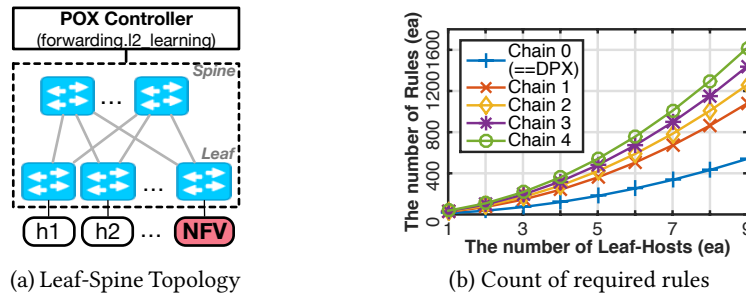 POX Controller
(forwarding.l2_learning)
Spine
...
Leaf
...
h1
h2
...
NFV
(a) Leaf-Spine Topology
The number of Rules (ea)
1600
1200
800
400
0
Chain 0
(==DPX)
Chain 1
Chain 2
Chain 3
Chain 4
1
3
5
7
9
The number of Leaf-Hosts (ea)
(b) Count of required rules